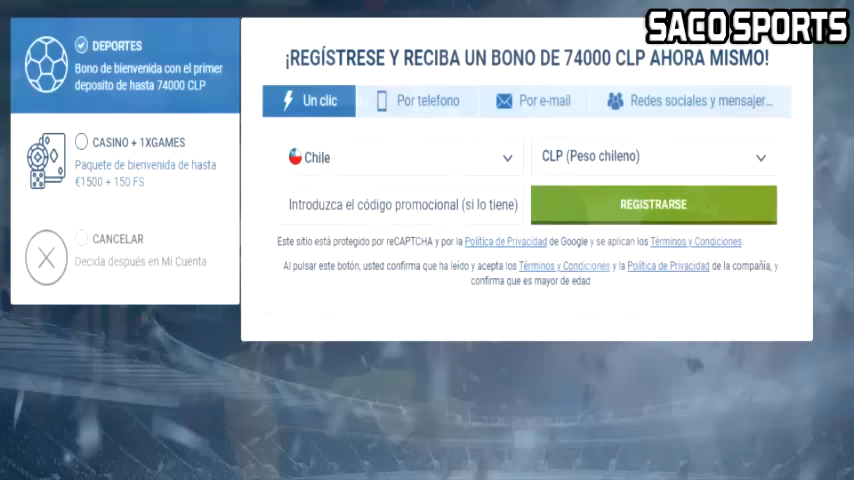 SACO SPORTS
DEPORTES
Bono de bienvenida con el primer
deposito de hasta 74000 CLP
CASINO + 1XGAMES
Paquete de bienvenida de hasta
€1500 + 150 FS
CANCELAR
Decida después en Mi Cuenta
¡REGÍSTRESE Y RECIBA UN BONO DE 74000 CLP AHORA MISMO!
Un clic
Por telefono
Por e-mail
Redes sociales y mensajer...
Chile
CLP (Peso chileno)
Introduzca el código promocional (si lo tiene)
REGISTRARSE
Este sitio está protegido por reCAPTCHA y por la Política de Privacidad de Google y se aplican los Términos y Condiciones.
Al pulsar este botón, usted confirma que ha leído y acepta los Términos y Condiciones y la Política de Privacidad de la compañía, y
confirma que es mayor de edad